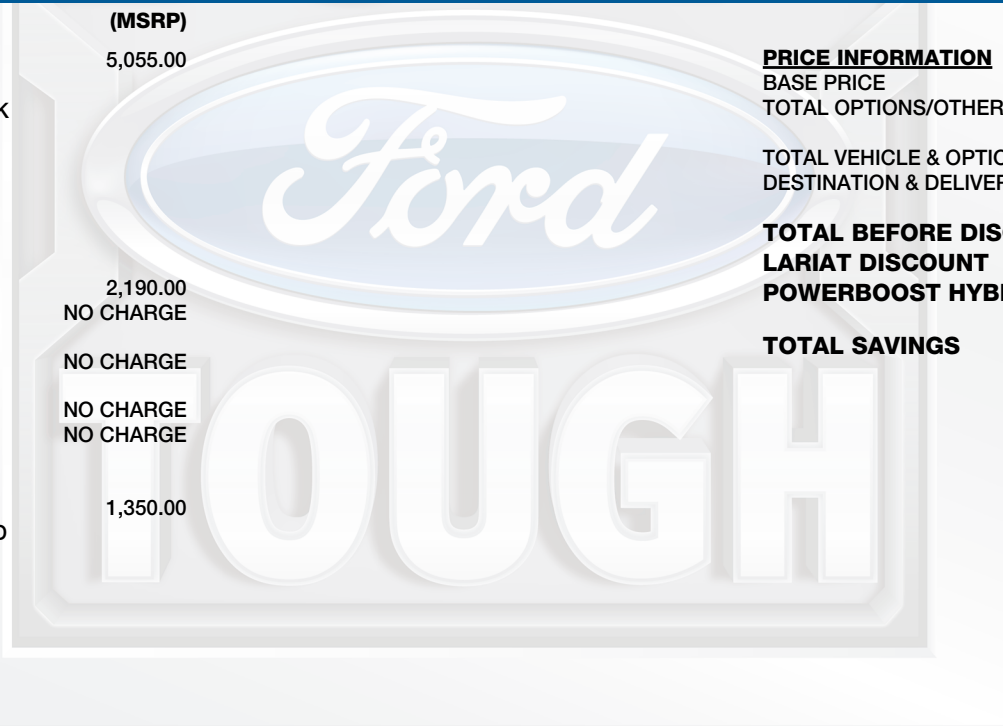 (MSRP)
5,055.00
K
2,190.00
NO CHARGE
NO CHARGE
NO CHARGE
NO CHARGE
1,350.00
PRICE INFORMATION
BASE PRICE
TOTAL OPTIONS/OTHER
TOTAL VEHICLE & OPTIO
DESTINATION & DELIVER
TOTAL BEFORE DIS
LARIAT DISCOUNT
POWERBOOST HYB
TOTAL SAVINGS
Ford
TOUGH